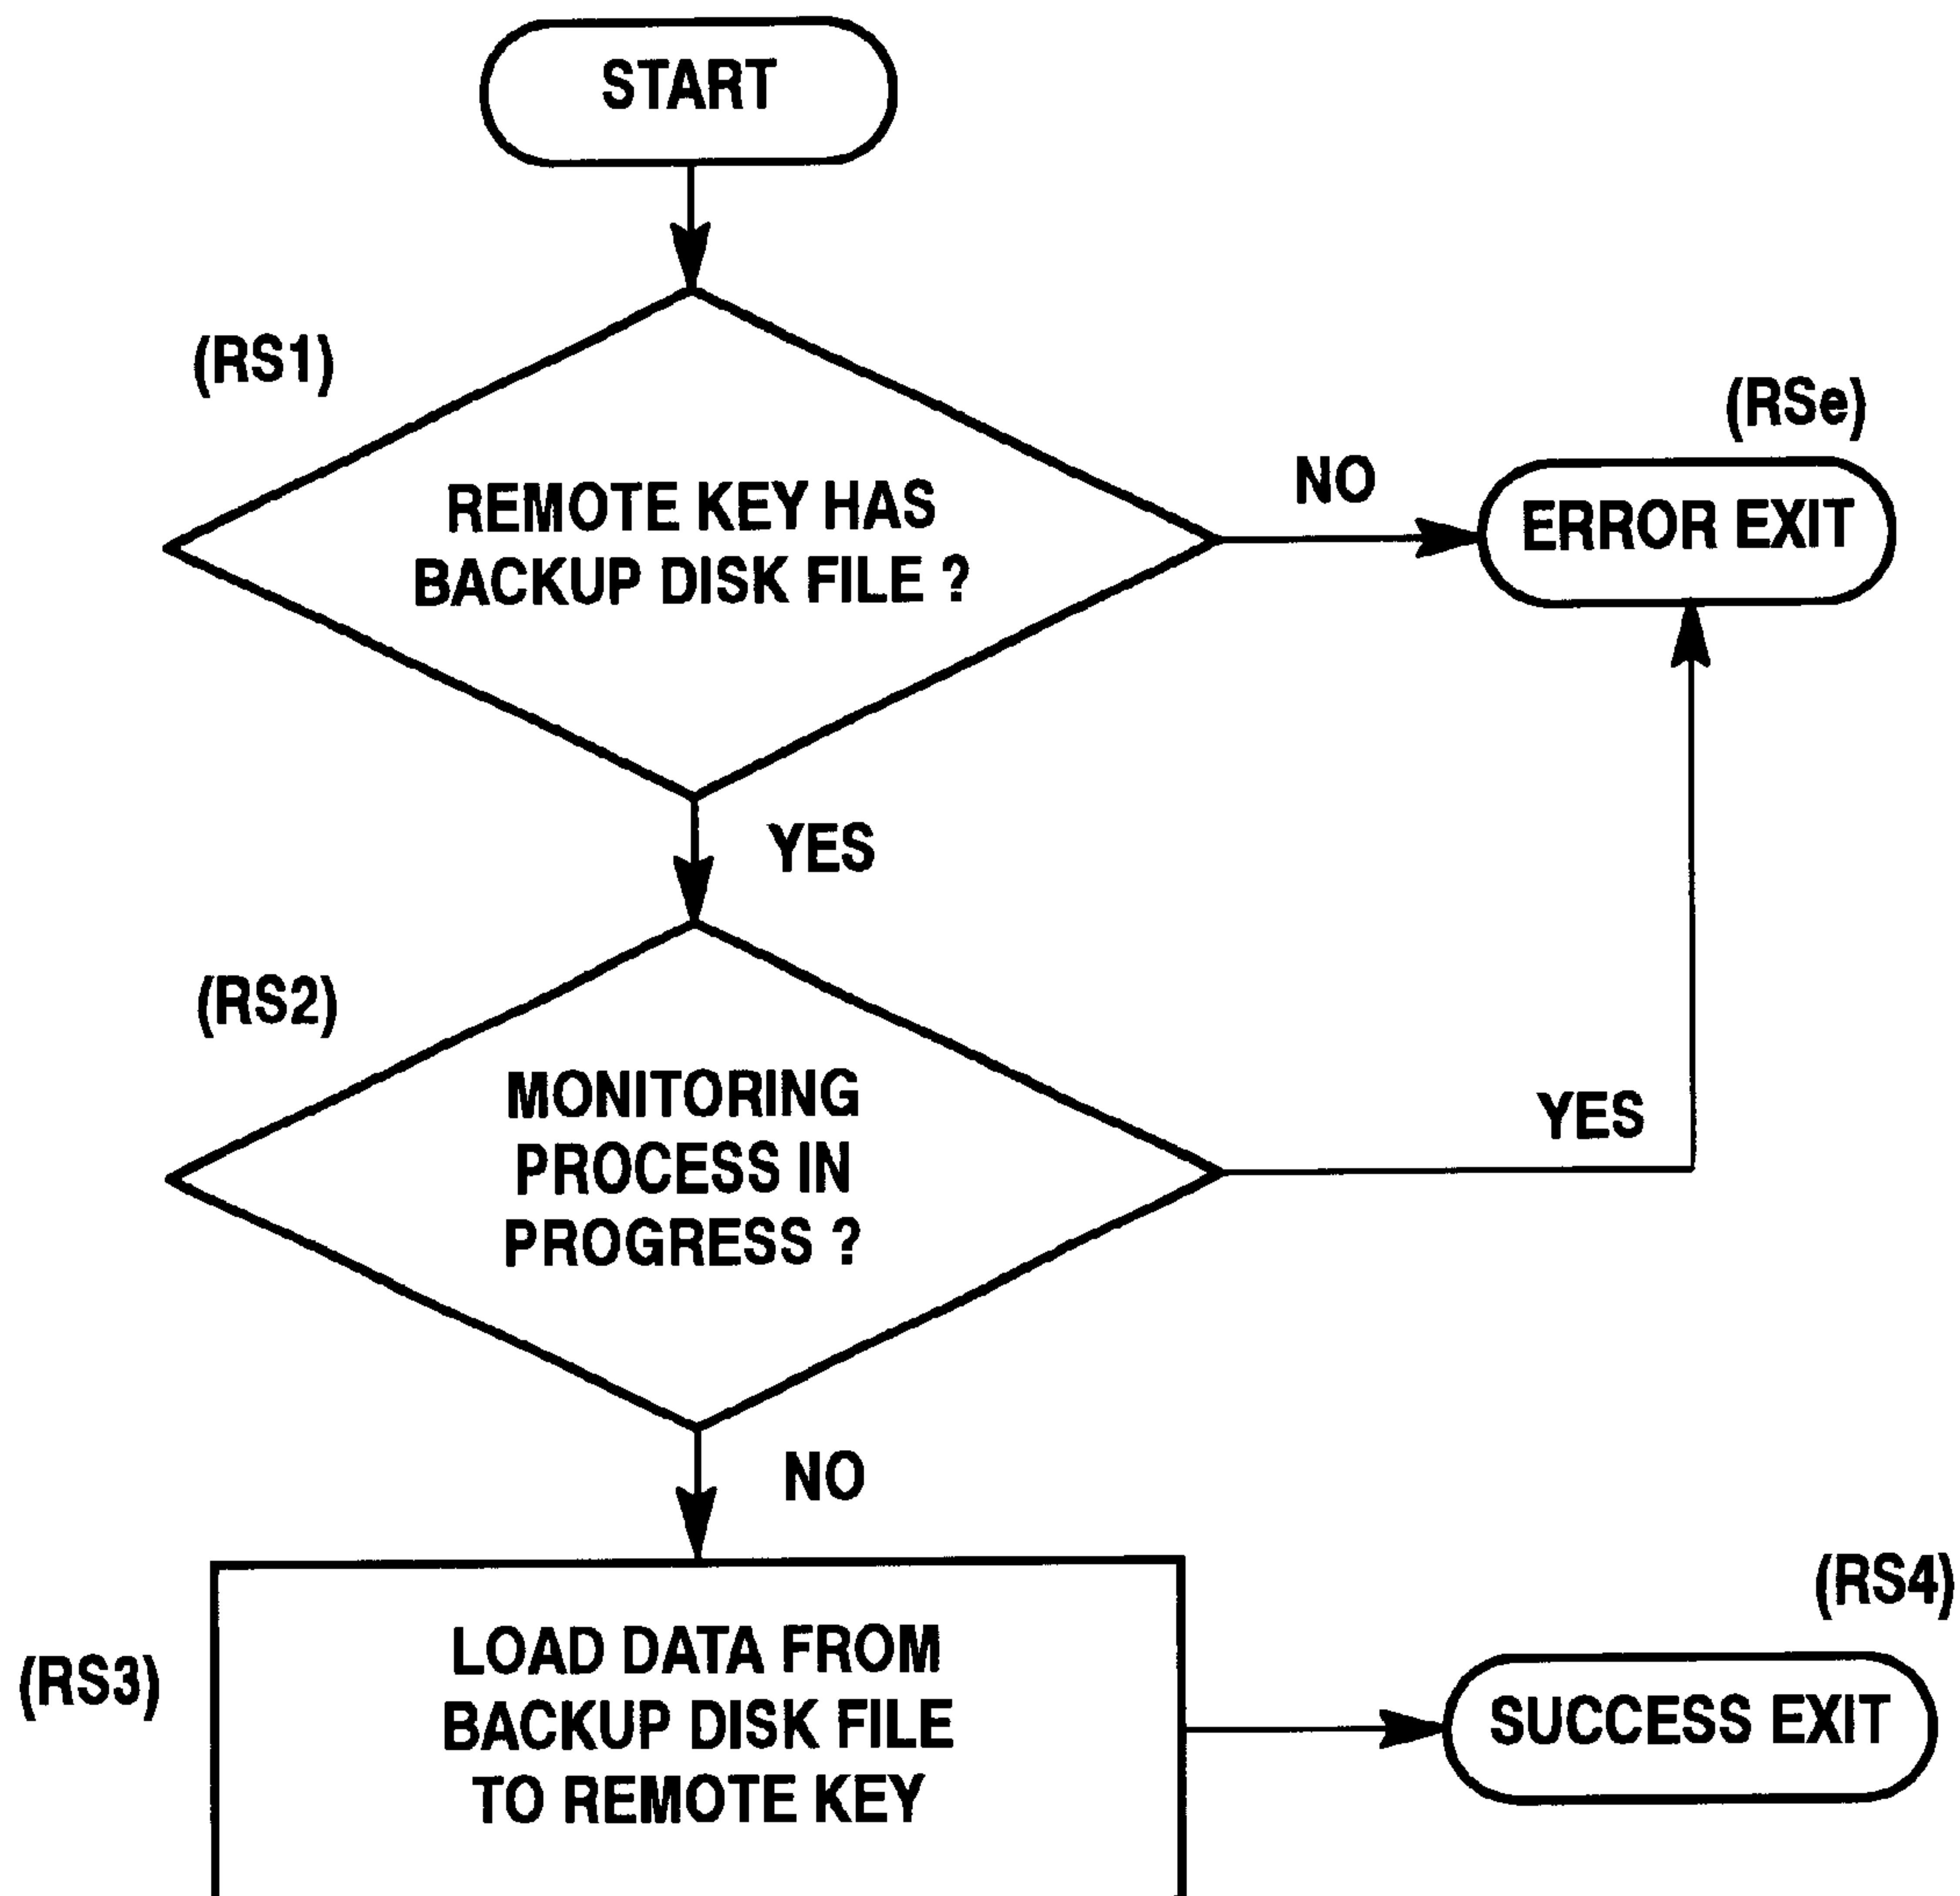 START
(RS1)
REMOTE KEY HAS
BACKUP DISK FILE ?
NO
(RSe)
ERROR EXIT
YES
(RS2)
MONITORING
PROCESS IN
PROGRESS ?
YES
NO
(RS3)
LOAD DATA FROM
BACKUP DISK FILE
TO REMOTE KEY
(RS4)
SUCCESS EXIT